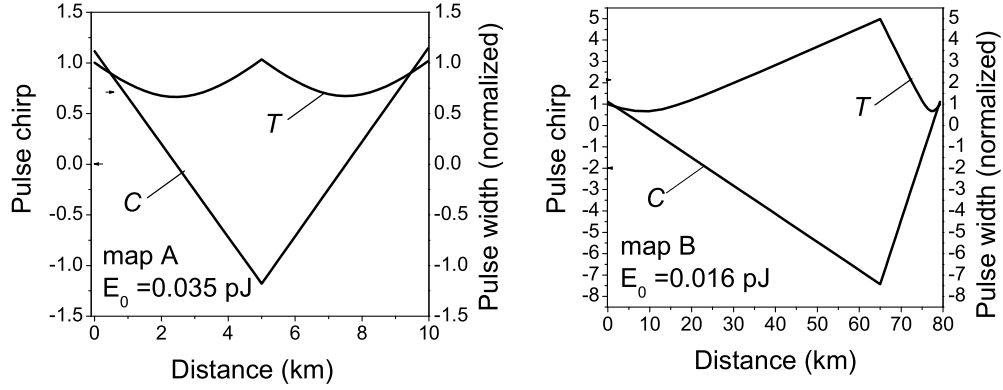 Pulse chirp
1.5
1.0
0.5
0.0
-0.5
-1.0
-1.5
T
C
map A
E0 =0.035 pJ
0 2 4 6 8 10
Distance (km)
1.5
1.0
0.5
0.0
-0.5
-1.0
-1.5
Pulse width (normalized)
Pulse chirp
5
4
3
2
1
0
-1
-2
-3
-4
-5
-6
-7
-8
T
C
map B
E0 =0.016 pJ
0 10 20 30 40 50 60 70 80
Distance (km)
5
4
3
2
1
0
-1
-2
-3
-4
-5
-6
-7
-8
Pulse width (normalized)